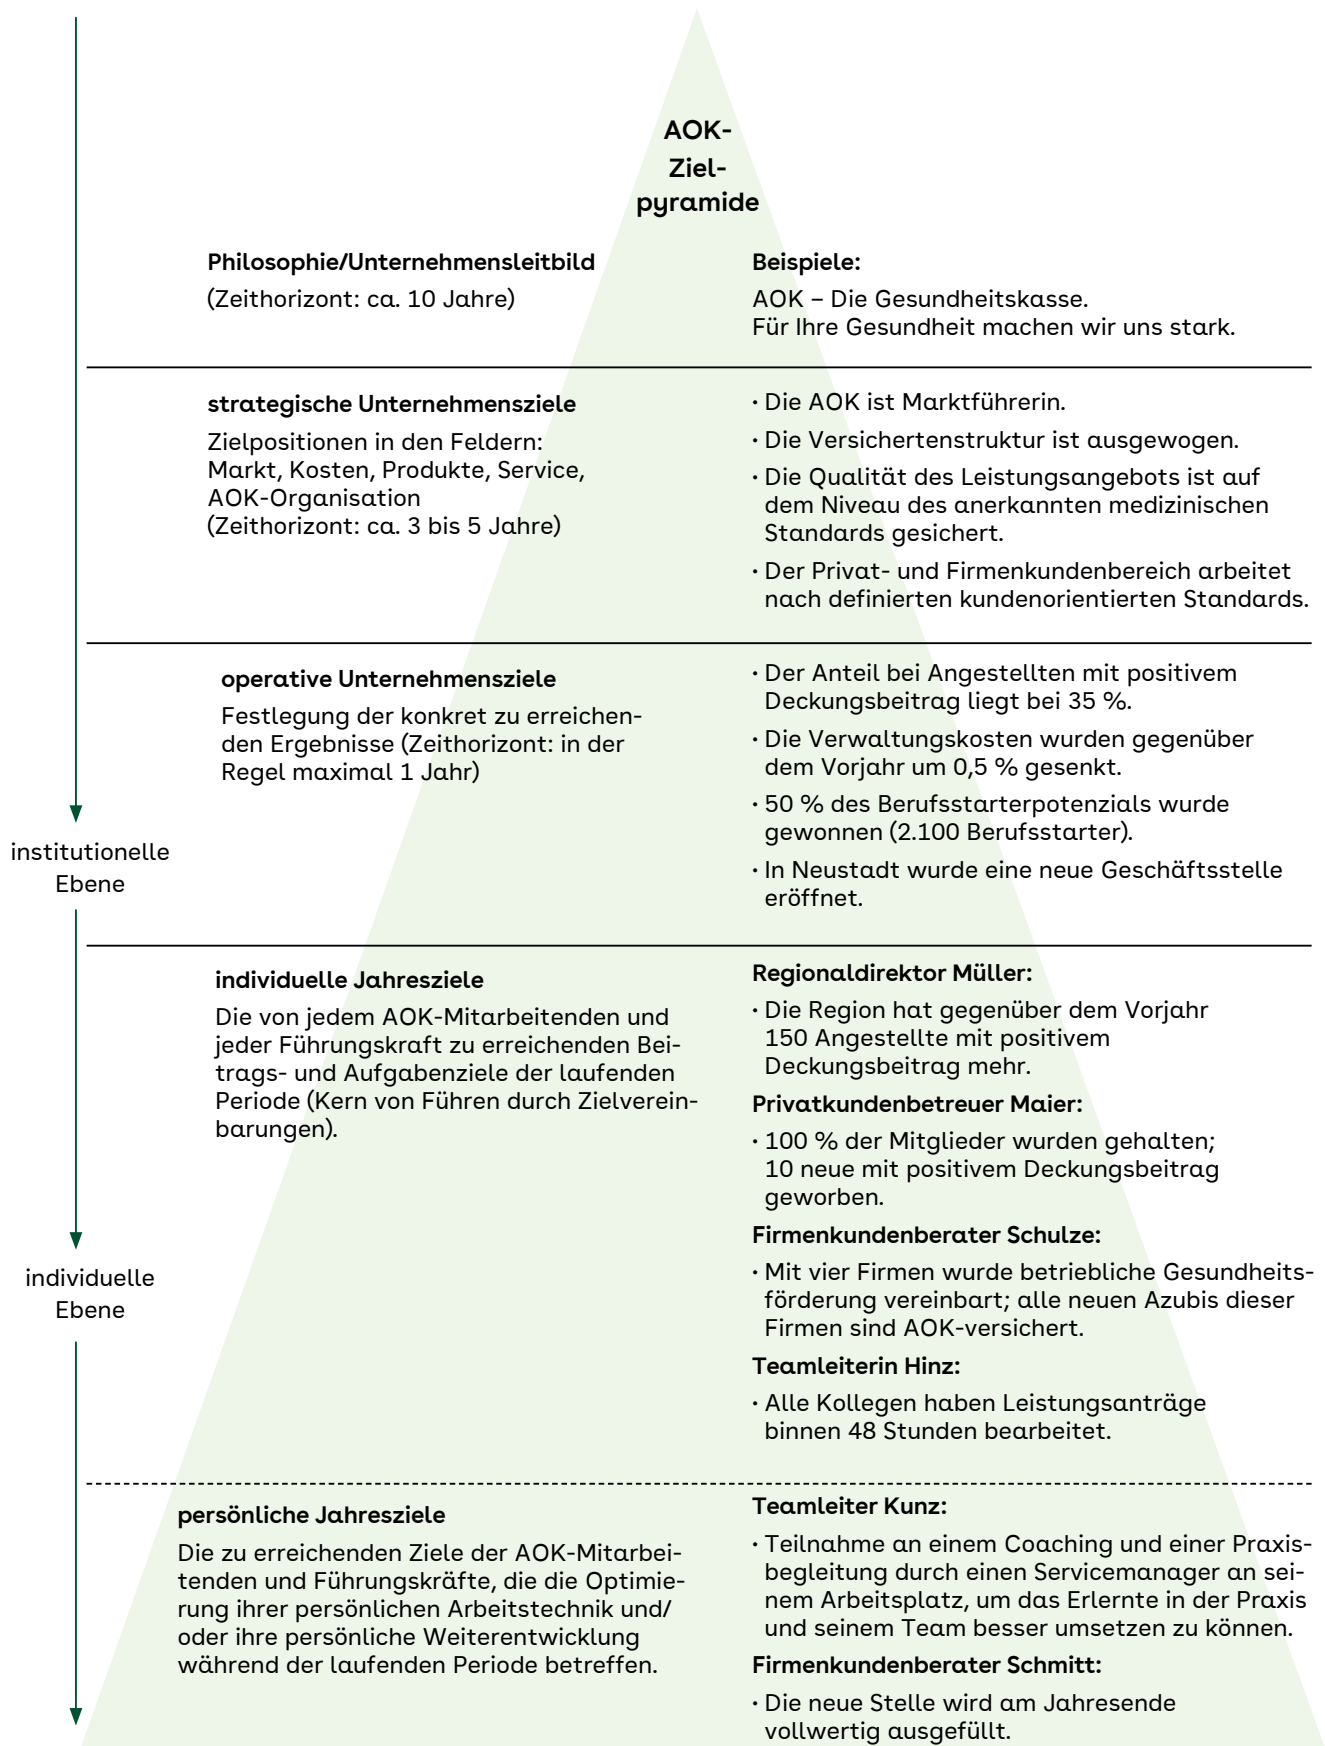 AOK-
Ziel-
pyramide
Philosophie/Unternehmensleitbild
(Zeithorizont: ca. 10 Jahre)
Beispiele:
AOK – Die Gesundheitskasse.
Für Ihre Gesundheit machen wir uns stark.
strategische Unternehmensziele
Zielpositionen in den Feldern:
Markt, Kosten, Produkte, Service,
AOK-Organisation
(Zeithorizont: ca. 3 bis 5 Jahre)
· Die AOK ist Marktführerin.
· Die Versichertenstruktur ist ausgewogen.
· Die Qualität des Leistungsangebots ist auf
dem Niveau des anerkannten medizinischen
Standards gesichert.
· Der Privat- und Firmenkundenbereich arbeitet
nach definierten kundenorientierten Standards.
operative Unternehmensziele
Festlegung der konkret zu erreichen-
den Ergebnisse (Zeithorizont: in der
Regel maximal 1 Jahr)
· Der Anteil bei Angestellten mit positivem
Deckungsbeitrag liegt bei 35 %.
· Die Verwaltungskosten wurden gegenüber
dem Vorjahr um 0,5 % gesenkt.
· 50 % des Berufsstarterpotenzials wurde
gewonnen (2.100 Berufsstarter).
· In Neustadt wurde eine neue Geschäftsstelle
eröffnet.
institutionelle
Ebene
individuelle Jahresziele
Die von jedem AOK-Mitarbeitenden und
jeder Führungskraft zu erreichenden Bei-
trags- und Aufgabenziele der laufenden
Periode (Kern von Führen durch Zielverein-
barungen).
Regionaldirektor Müller:
· Die Region hat gegenüber dem Vorjahr
150 Angestellte mit positivem
Deckungsbeitrag mehr.
Privatkundenbetreuer Maier:
· 100 % der Mitglieder wurden gehalten;
10 neue mit positivem Deckungsbeitrag
geworben.
Firmenkundenberater Schulze:
· Mit vier Firmen wurde betriebliche Gesundheits-
förderung vereinbart; alle neuen Azubis dieser
Firmen sind AOK-versichert.
Teamleiterin Hinz:
· Alle Kollegen haben Leistungsanträge
binnen 48 Stunden bearbeitet.
individuelle
Ebene
persönliche Jahresziele
Die zu erreichenden Ziele der AOK-Mitarbei-
tenden und Führungskräfte, die die Optimie-
rung ihrer persönlichen Arbeitstechnik und/
oder ihre persönliche Weiterentwicklung
während der laufenden Periode betreffen.
Teamleiter Kunz:
· Teilnahme an einem Coaching und einer Praxis-
begleitung durch einen Servicemanager an sei-
nem Arbeitsplatz, um das Erlernte in der Praxis
und seinem Team besser umsetzen zu können.
Firmenkundenberater Schmitt:
· Die neue Stelle wird am Jahresende
vollwertig ausgefüllt.